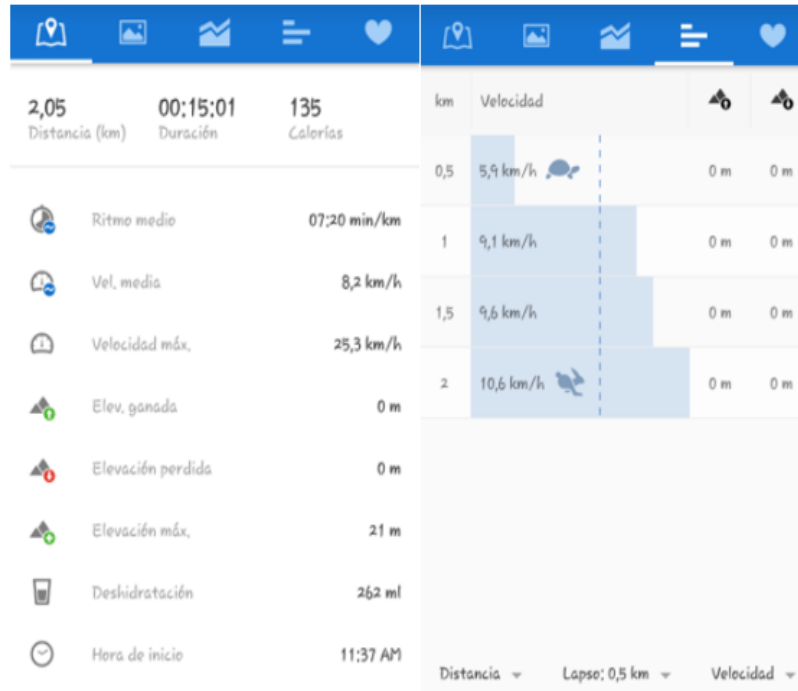 2,05 00:15:01 135
Distancia (km) Duración Calorías
Ritmo medio 07:20 min/km
Vel. media 8,2 km/h
Velocidad máx. 25,3 km/h
Elev. ganada 0 m
Elevación perdida 0 m
Elevación máx. 21 m
Deshidratación 262 ml
Hora de inicio 11:37 AM
km Velocidad
0,5 5,9 km/h 0 m 0 m
1 9,1 km/h 0 m 0 m
1,5 9,6 km/h 0 m 0 m
2 10,6 km/h 0 m 0 m
Distancia Lapso: 0,5 km Velocidad